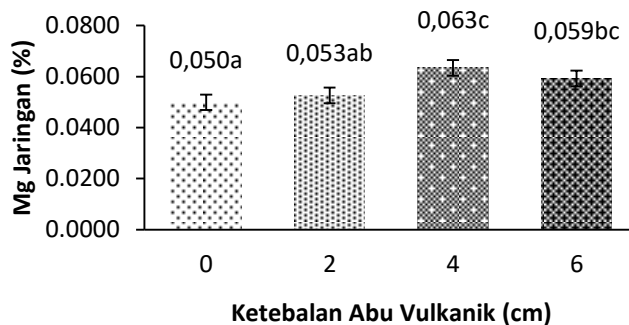 0,050a
0,053ab
0,063c
0,059bc
0.0800
0.0600
0.0400
0.0200
0.0000
Mg Jaringan (%)
0 2 4 6
Ketebalan Abu Vulkanik (cm)